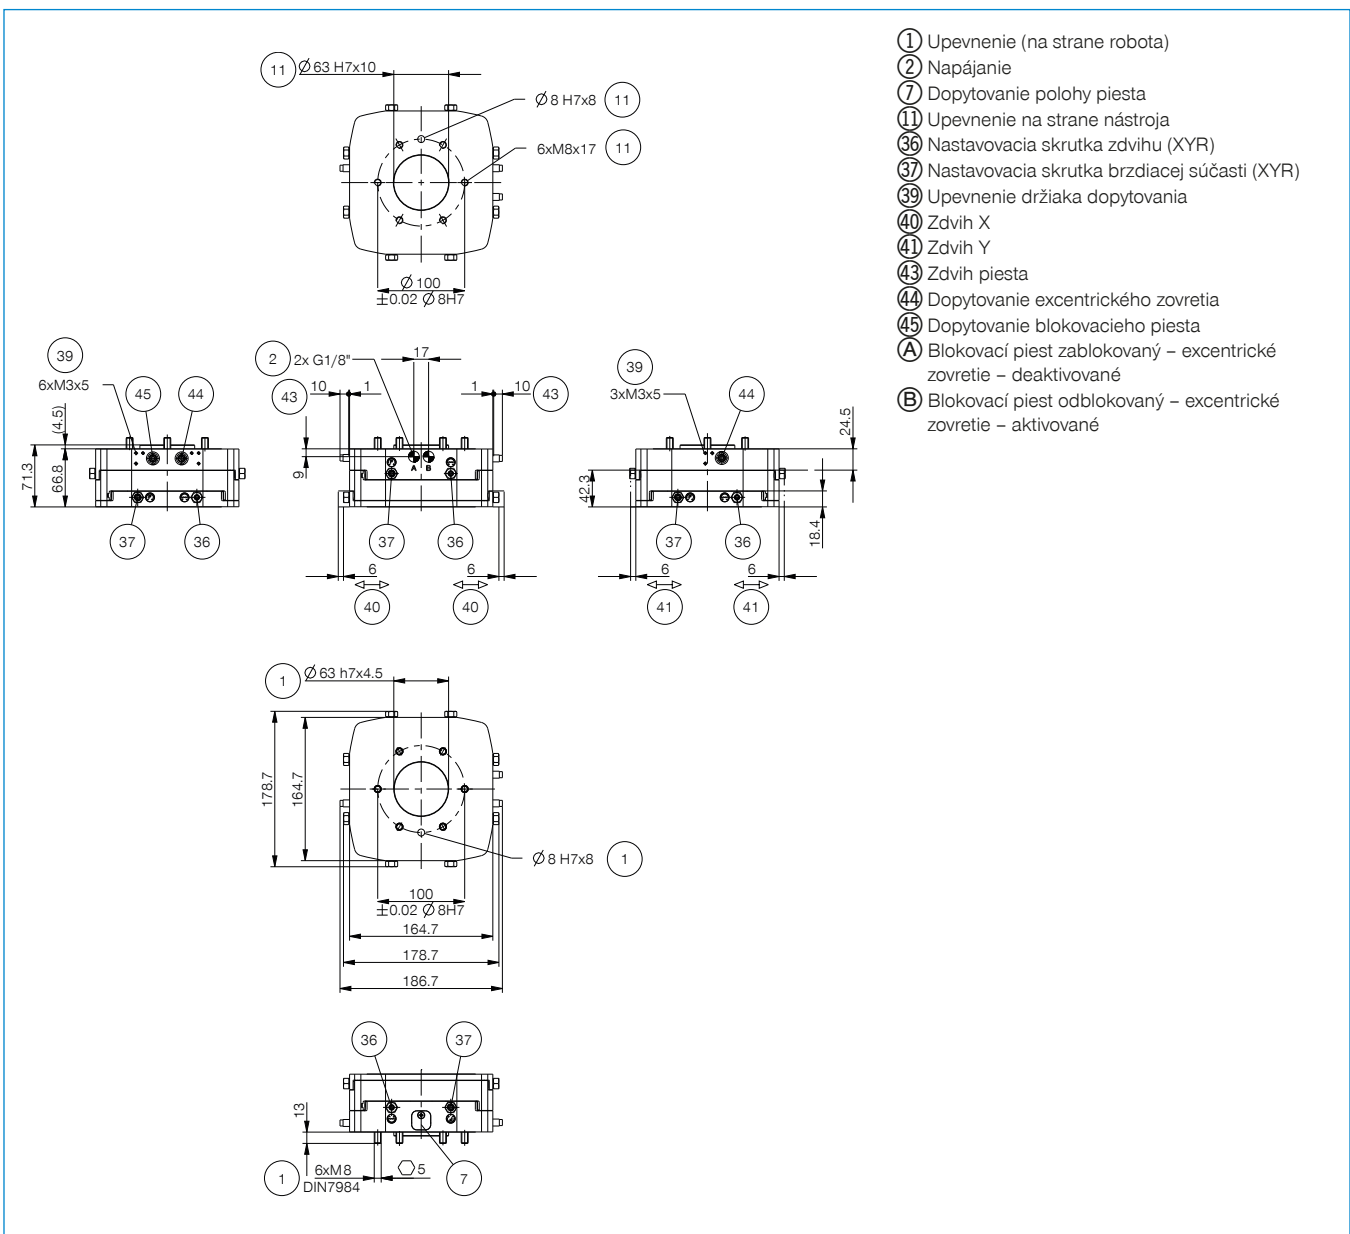 11 Ø 63 H7x10
Ø 8 H7x8 11
6xM8x17 11
Ø 100
±0.02 Ø 8H7
1 Upevnenie (na strane robota)
2 Napájanie
7 Dopytovanie polohy piesta
11 Upevnenie na strane nástroja
36 Nastavovacia skrutka zdvihu (XYR)
37 Nastavovacia skrutka brzdiacej súčasti (XYR)
39 Upevnenie držiaka dopytovania
40 Zdvih X
41 Zdvih Y
43 Zdvih piesta
44 Dopytovanie excentrického zovretia
45 Dopytovanie blokovacieho piesta
A Blokovací piest zablokovaný – excentrické
zovretie – deaktivované
B Blokovací piest odblokovaný – excentrické
zovretie – aktivované
39
6xM3x5
45 44
(4.5)
71.3
66.8
37 36
2 2x G1/8"
17
43 10 1
1 10 43
9
A B
37 36
6 6
40 40
39
3xM3x5
44
24.5
42.3
18.4
37 36
6 6
41 41
1 Ø 63 h7x4.5
178.7
164.7
Ø 8 H7x8 1
100
±0.02 Ø 8H7
164.7
178.7
186.7
36 37
13
1 6xM8
DIN7984
5
7